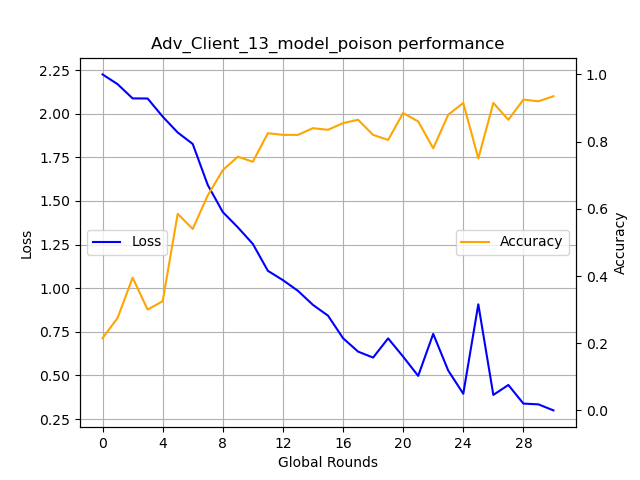 Adv_Client_13_model_poison performance
2.25
2.00
1.75
1.50
1.25
1.00
0.75
0.50
0.25
Loss
Loss
Accuracy
1.0
0.8
0.6
0.4
0.2
0.0
Accuracy
0 4 8 12 16 20 24 28
Global Rounds